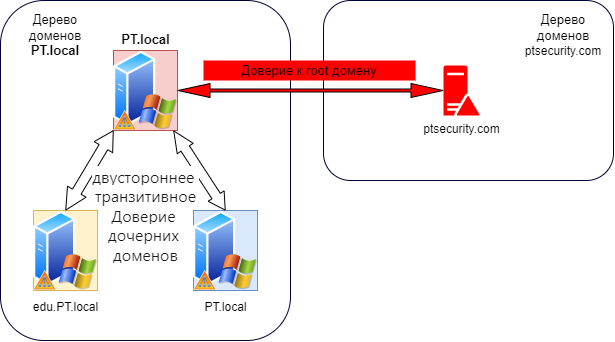 Дерево
доменов
PT.local
PT.local
Доверие к root домену
Дерево
доменов
ptsecurity.com
ptsecurity.com
двустороннее
транзитивное
Доверие
дочерних
доменов
edu.PT.local
PT.local